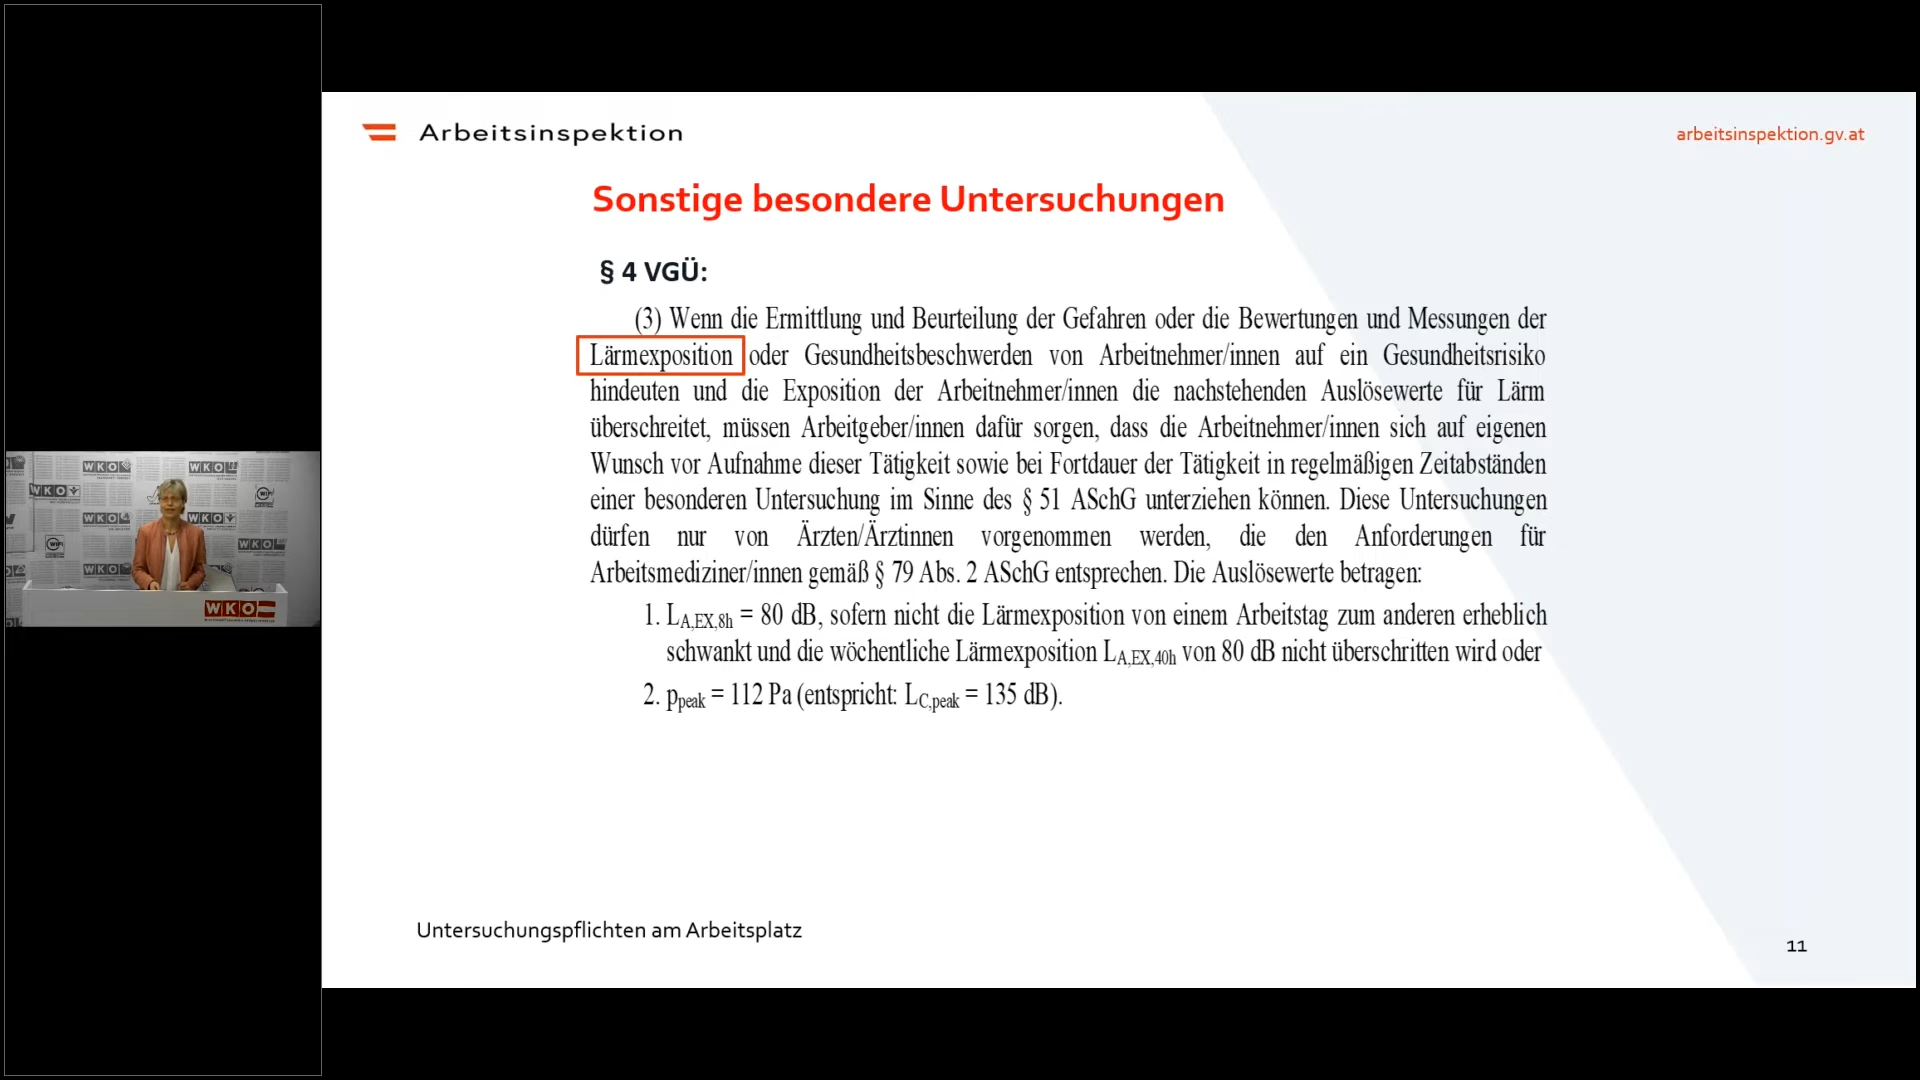 Arbeitsinspektion
arbeitsinspektion.gv.at
Sonstige besondere Untersuchungen
§ 4 VGÜ:
(3) Wenn die Ermittlung und Beurteilung der Gefahren oder die Bewertungen und Messungen der
Lärmexposition oder Gesundheitsbeschwerden von Arbeitnehmer/innen auf ein Gesundheitsrisiko
hindeuten und die Exposition der Arbeitnehmer/innen die nachstehenden Auslösewerte für Lärm
überschreitet, müssen Arbeitgeber/innen dafür sorgen, dass die Arbeitnehmer/innen sich auf eigenen
Wunsch vor Aufnahme dieser Tätigkeit sowie bei Fortdauer der Tätigkeit in regelmäßigen Zeitabständen
einer besonderen Untersuchung im Sinne des § 51 ASchG unterziehen können. Diese Untersuchungen
dürfen nur von Ärzten/Ärztinnen vorgenommen werden, die den Anforderungen für
Arbeitsmediziner/innen gemäß § 79 Abs. 2 ASchG entsprechen. Die Auslösewerte betragen:
1. LA,EX,8h = 80 dB, sofern nicht die Lärmexposition von einem Arbeitstag zum anderen erheblich
schwankt und die wöchentliche Lärmexposition LA,EX,40h von 80 dB nicht überschritten wird oder
2. ppeak = 112 Pa (entspricht: LC,peak = 135 dB).
Untersuchungspflichten am Arbeitsplatz
11
WKO
WKO
WKO
WKO
WKO
WKO
WKO
WKO